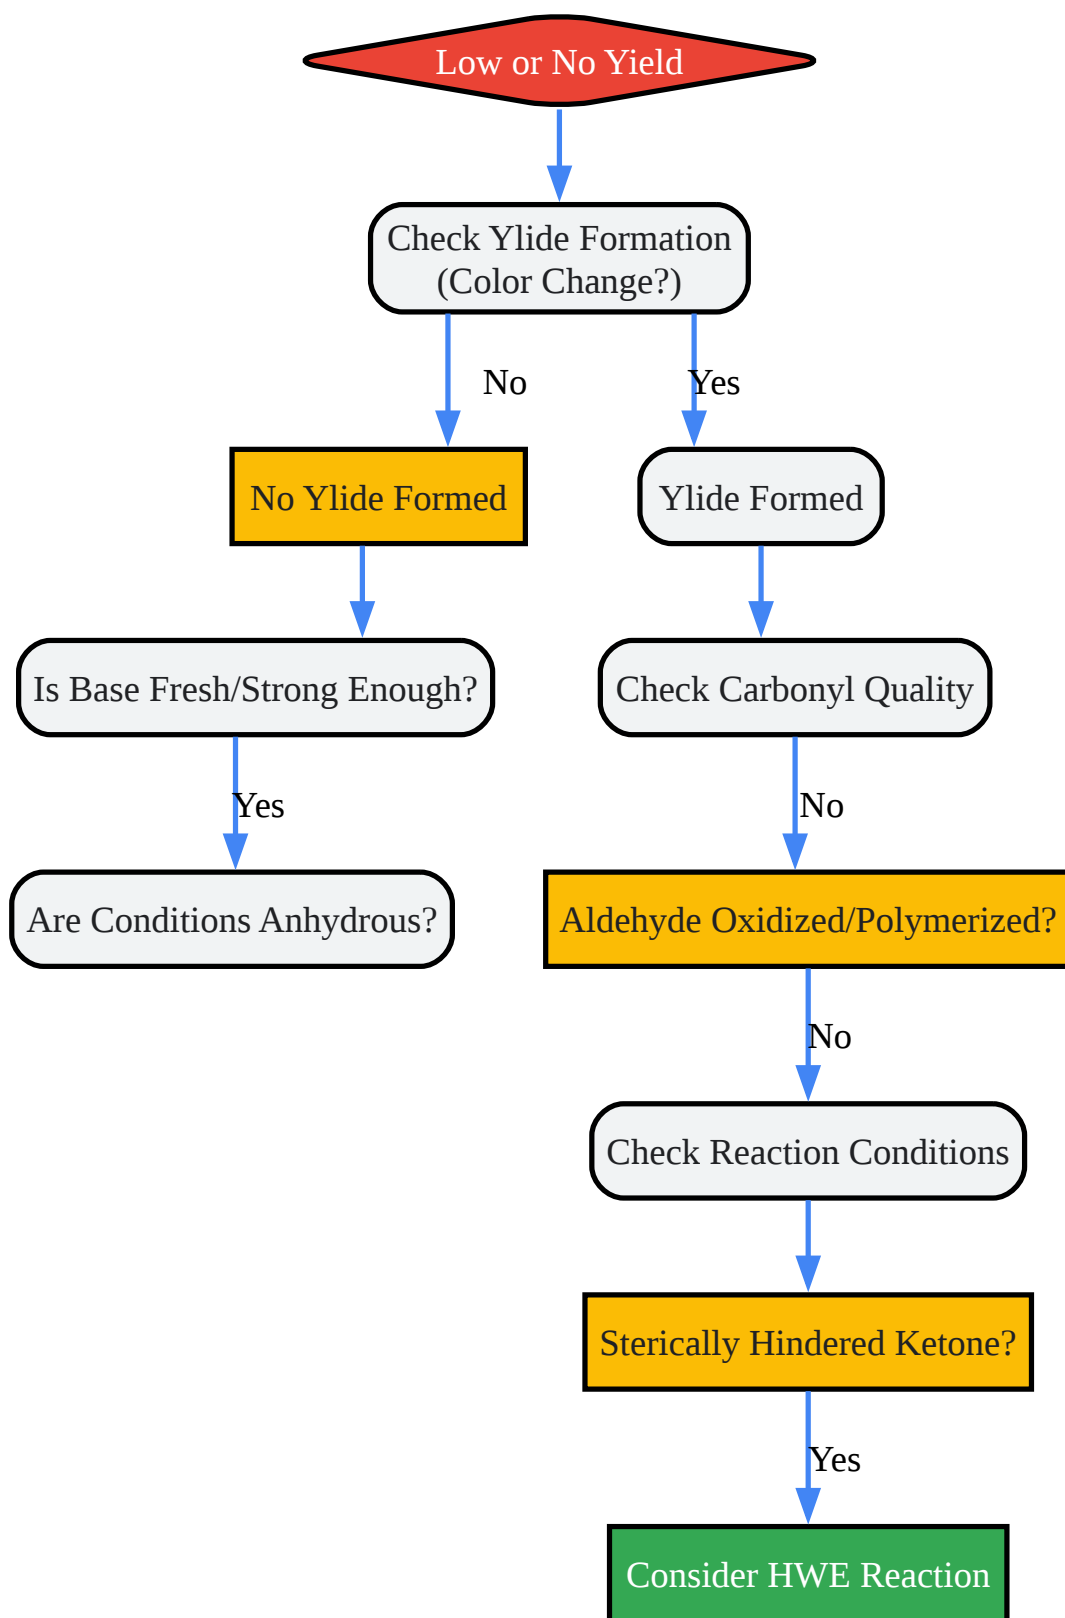 Low or No Yield
Check Ylide Formation
(Color Change?)
No
Yes
No Ylide Formed
Ylide Formed
Is Base Fresh/Strong Enough?
Check Carbonyl Quality
Yes
No
Are Conditions Anhydrous?
Aldehyde Oxidized/Polymerized?
No
Check Reaction Conditions
Sterically Hindered Ketone?
Yes
Consider HWE Reaction